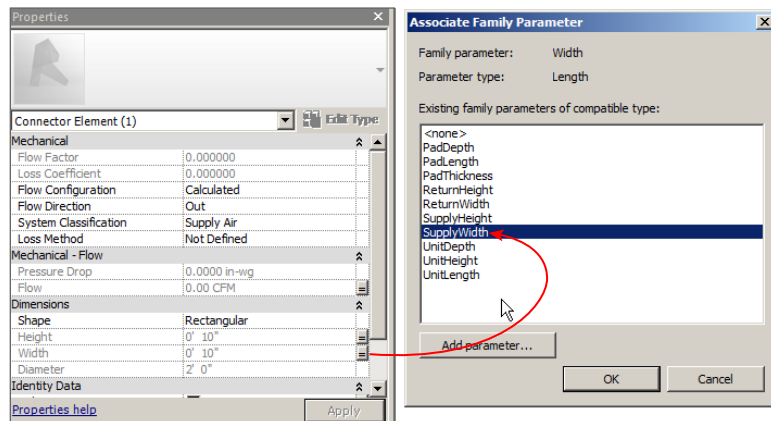 Properties
Connector Element (1)
Edit Type
Mechanical
Flow Factor 0.000000
Loss Coefficient 0.000000
Flow Configuration Calculated
Flow Direction Out
System Classification Supply Air
Loss Method Not Defined
Mechanical - Flow
Pressure Drop 0.0000 in-wg
Flow 0.00 CFM
Dimensions
Shape Rectangular
Height 0' 10"
Width 0' 10"
Diameter 2' 0"
Identity Data
Properties help
Apply
Associate Family Parameter
Family parameter: Width
Parameter type: Length
Existing family parameters of compatible type:
<none>
PadDepth
PadLength
PadThickness
ReturnHeight
ReturnWidth
SupplyHeight
SupplyWidth
UnitDepth
UnitHeight
UnitLength
Add parameter...
OK
Cancel